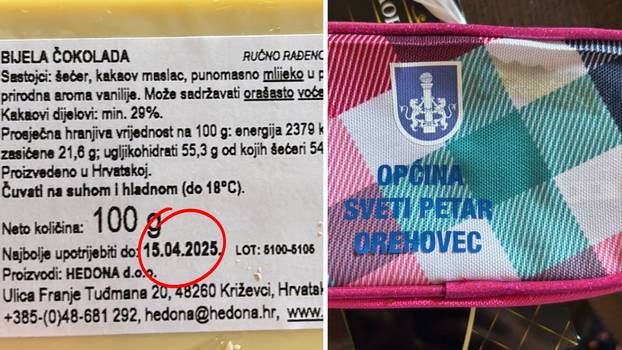 BIJELA ČOKOLADA RUČNO RAĐENO
Sastojci: šećer, kakaov maslac, punomasno mlijeko u p
prirodna aroma vanilije. Može sadržavati orašasto voće
Kakaovi dijelovi: min. 29%.
Prosječna hranjiva vrijednost na 100 g: energija 2379 k
zasićene 21,6 g; ugljikohidrati 55,3 g od kojih šećeri 54
Proizvedeno u Hrvatskoj.
Čuvati na suhom i hladnom (do 18°C).
Neto količina: 100 g
Najbolje upotrijebiti do: 15.04.2025. LOT: 5100-5105
Proizvodi: HEDONA d.o.o.
Ulica Franje Tuđmana 20, 48260 Križevci, Hrvatsk
+385-(0)48-681 292, hedona@hedona.hr, www.
OPĆINA
SVETI PETAR
OREHOVEC